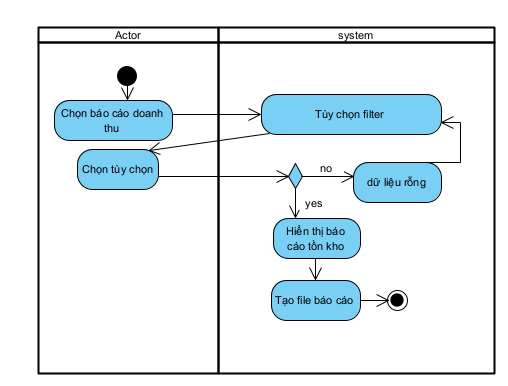 Actor
system
Chọn báo cáo doanh
thu
Tùy chọn filter
Chọn tùy chọn
no
dữ liệu rỗng
yes
Hiển thị báo
cáo tồn kho
Tạo file báo cáo